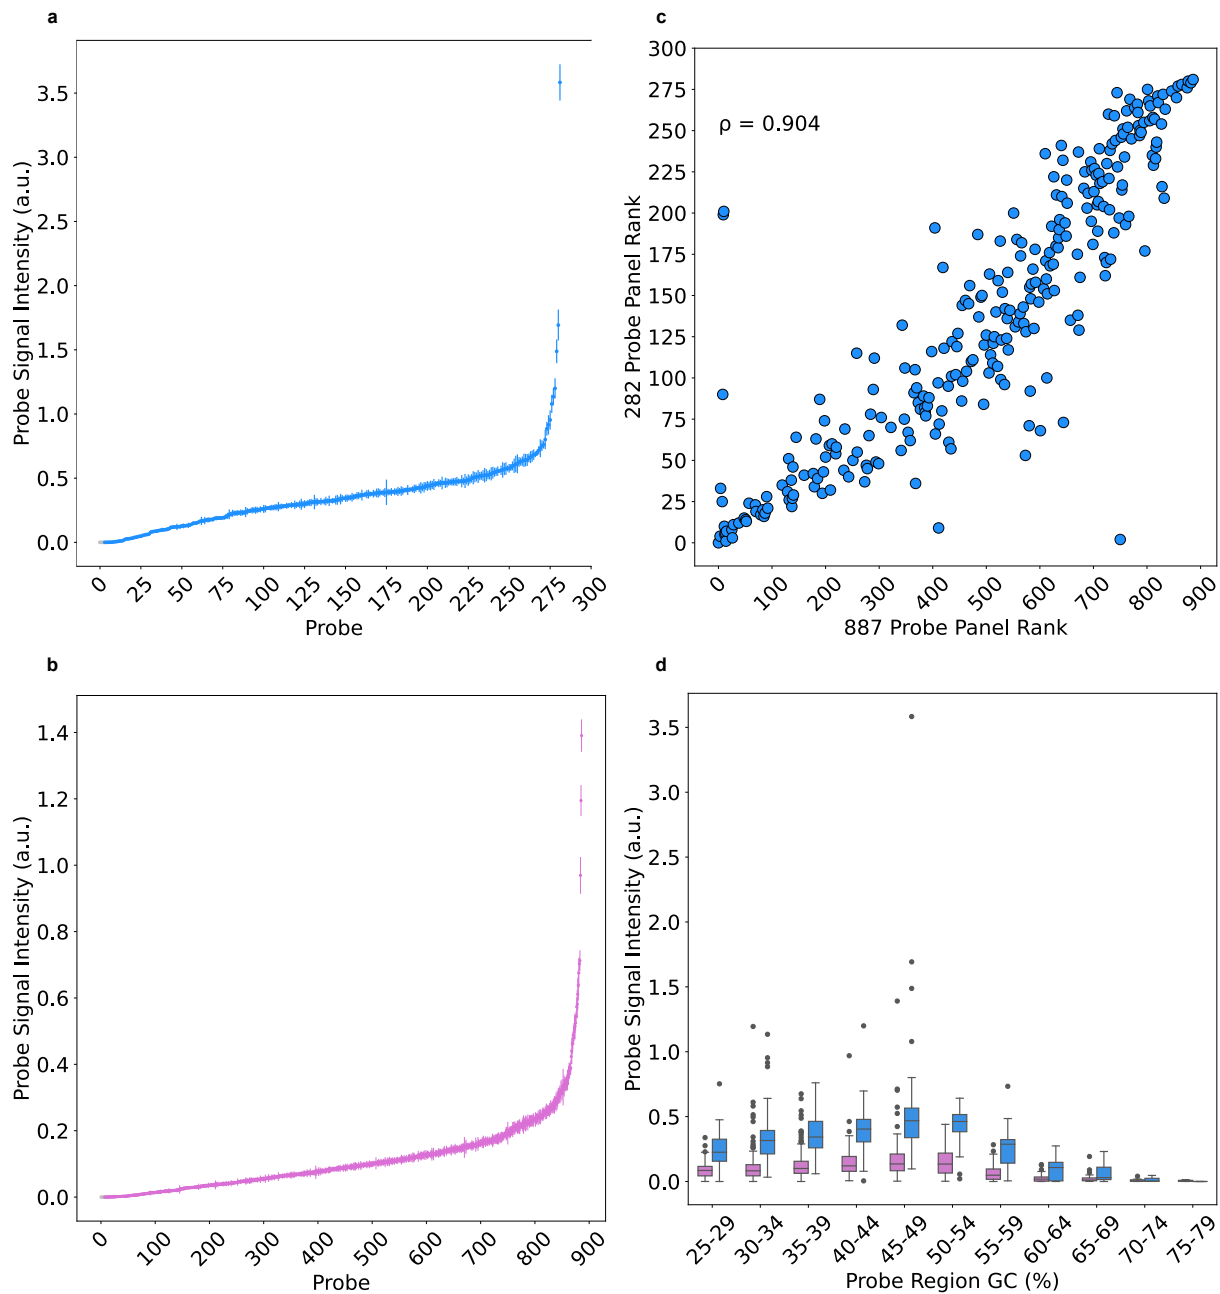 a
3.5
3.0
2.5
2.0
1.5
1.0
0.5
0.0
Probe Signal Intensity (a.u.)
0 25 50 75 100 125 150 175 200 225 250 275 300
Probe
c
300
275
250
225
200
175
150
125
100
75
50
25
0
282 Probe Panel Rank
ρ = 0.904
0 100 200 300 400 500 600 700 800 900
887 Probe Panel Rank
b
1.4
1.2
1.0
0.8
0.6
0.4
0.2
0.0
Probe Signal Intensity (a.u.)
0 100 200 300 400 500 600 700 800 900
Probe
d
3.5
3.0
2.5
2.0
1.5
1.0
0.5
0.0
Probe Signal Intensity (a.u.)
25-29 30-34 35-39 40-44 45-49 50-54 55-59 60-64 65-69 70-74 75-79
Probe Region GC (%)